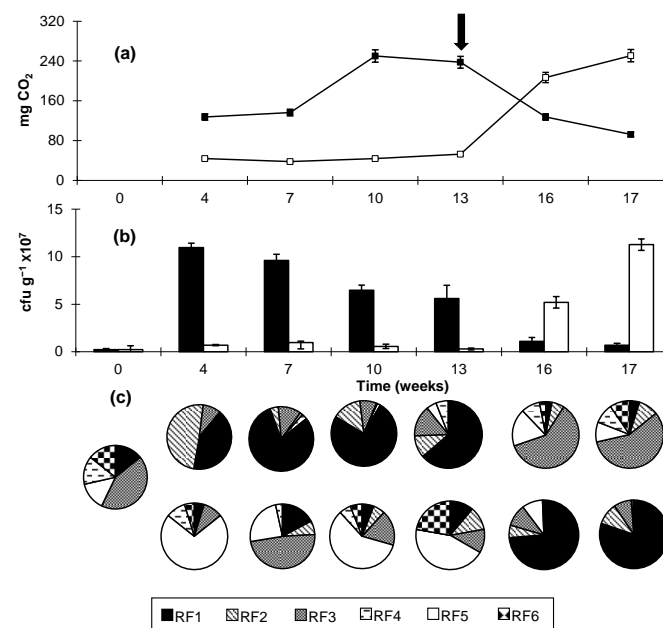 (a)
mg CO₂
320
240
160
80
0
0 4 7 10 13 16 17
(b)
cfu g⁻¹ x10⁷
15
10
5
0
0 4 7 10 13 16 17
Time (weeks)
(c)
RF1 RF2 RF3 RF4 RF5 RF6